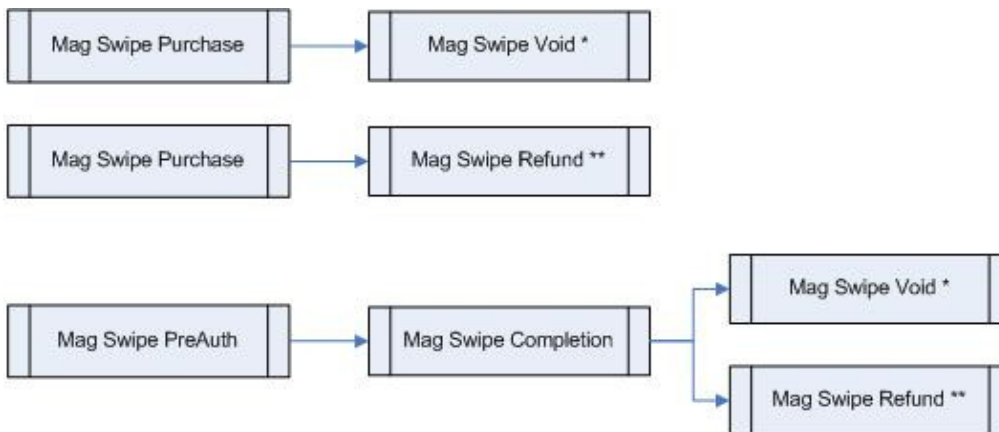 Mag Swipe Purchase
Mag Swipe Void *
Mag Swipe Purchase
Mag Swipe Refund **
Mag Swipe PreAuth
Mag Swipe Completion
Mag Swipe Void *
Mag Swipe Refund **